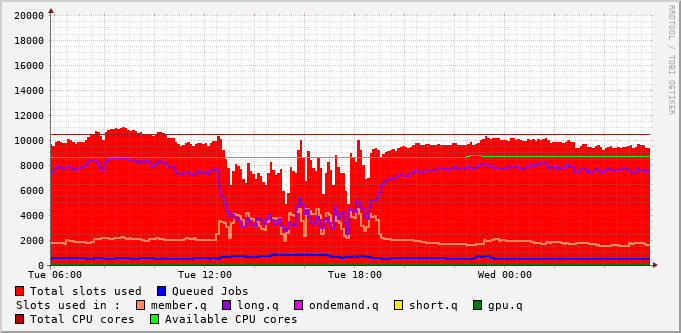 20000
18000
16000
14000
12000
10000
8000
6000
4000
2000
0
Tue 06:00 Tue 12:00 Tue 18:00 Wed 00:00
Total slots used Queued Jobs
Slots used in : member.q long.q ondemand.q short.q gpu.q
Total CPU cores Available CPU cores
RRDTOOL / TOBI OETIKER